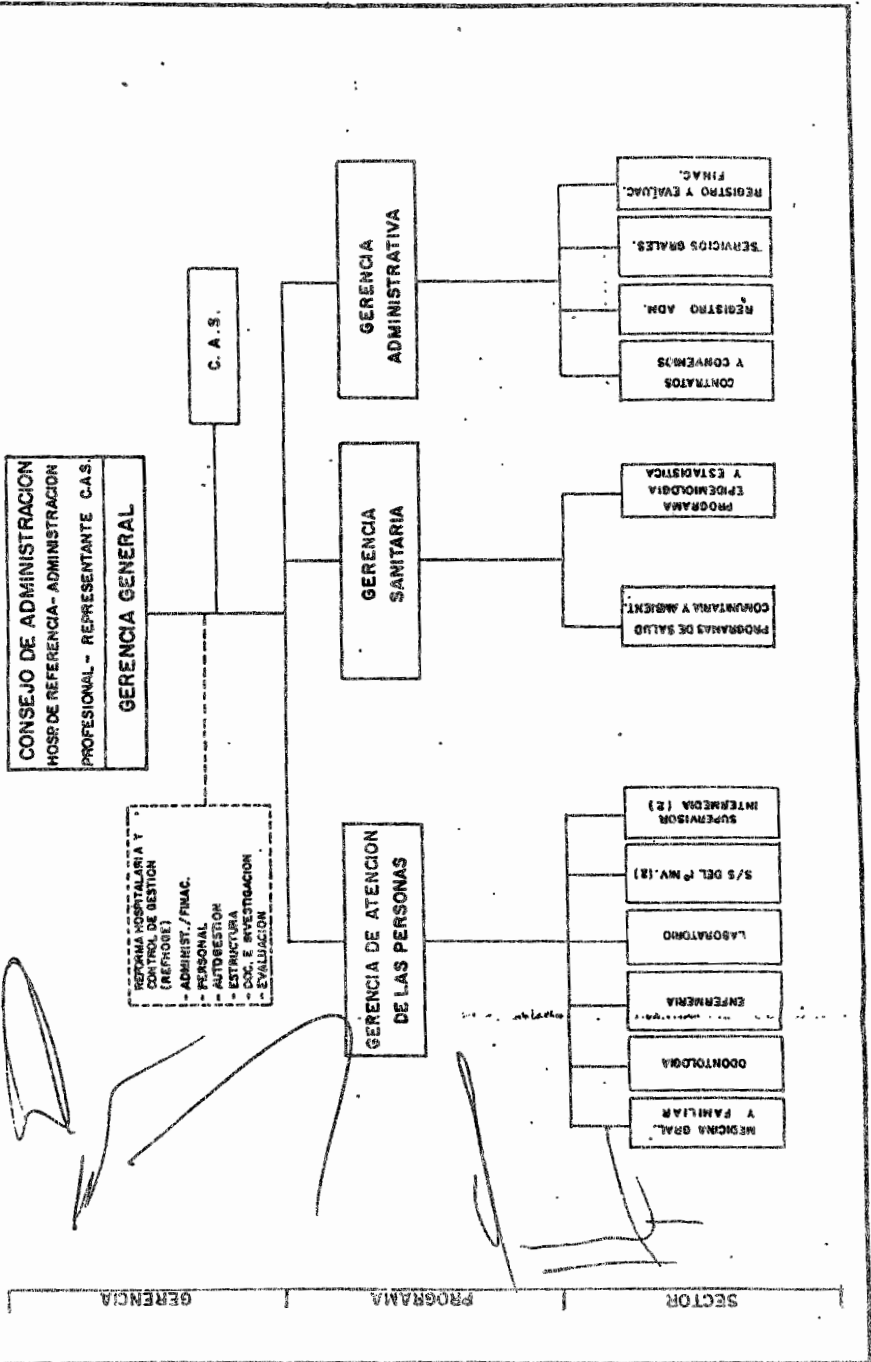 CONSEJO DE ADMINISTRACION
HOSP. DE REFERENCIA - ADMINISTRACION
PROFESIONAL - REPRESENTANTE C.A.S.
GERENCIA GENERAL
C. A. S.
REFORMA HOSPITALARIA Y
CONTROL DE GESTION
(REFHOGE)
- ADMINIST./FINAC.
- PERSONAL
- AUTOGESTION
- ESTRUCTURA
- DOC. E INVESTIGACION
- EVALUACION
GERENCIA DE ATENCION
DE LAS PERSONAS
GERENCIA
SANITARIA
GERENCIA
ADMINISTRATIVA
MEDICINA GRAL.
Y FAMILIAR
ODONTOLOGIA
ENFERMERIA
LABORATORIO
S/S DEL 1º NIV. (2)
SUPERVISOR
INTERMEDIA (2)
PROGRAMAS DE SALUD
COMUNITARIA Y AMBIENT.
PROGRAMA
EPIDEMIOLOGIA
Y ESTADISTICA
CONTRATOS
Y CONVENIOS
REGISTRO ADM.
SERVICIOS GRALES.
REGISTRO Y EVALUAC.
FINAC.
GERENCIA
PROGRAMA
SECTOR